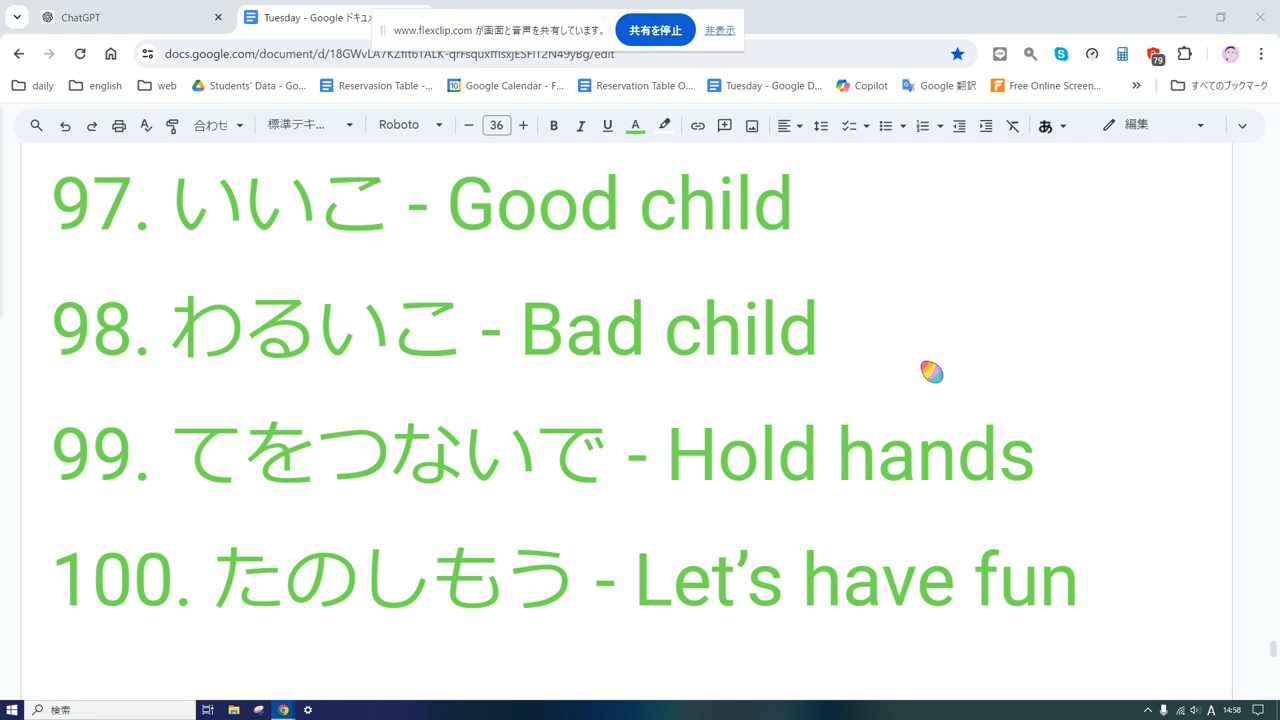 ChatGPT
Tuesday - Google ドキュメ
www.flexclip.com が画面と音声を共有しています。
共有を停止
非表示
79
daily
english
web
Students' Data - Go...
Reservasion Table -...
Google Calendar - F...
Reservation Table O...
Tuesday - Google D...
Copilot
Google 翻訳
Free Online Screen...
すべてのブックマーク
標準テキ...
Roboto
36
編集
97. いいこ - Good child
98. わるいこ - Bad child
99. てをつないで - Hold hands
100. たのしもう - Let’s have fun
検索
A
14:58